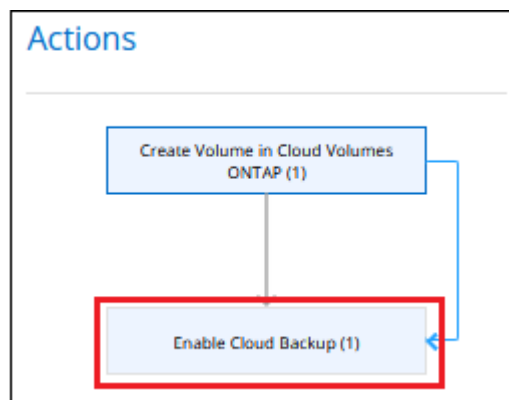 Actions
Create Volume in Cloud Volumes
ONTAP (1)
Enable Cloud Backup (1)